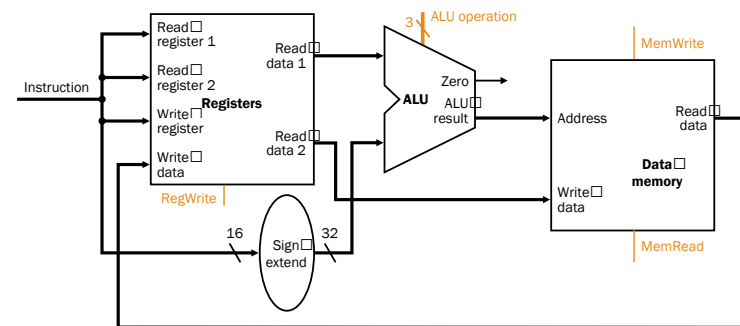 Instruction
Read
register 1
Read
register 2
Write
register
Write
data
Registers
Read
data 1
Read
data 2
RegWrite
16
Sign
extend
32
3
ALU operation
Zero
ALU
ALU
result
MemWrite
Address
Read
data
Data
memory
Write
data
MemRead